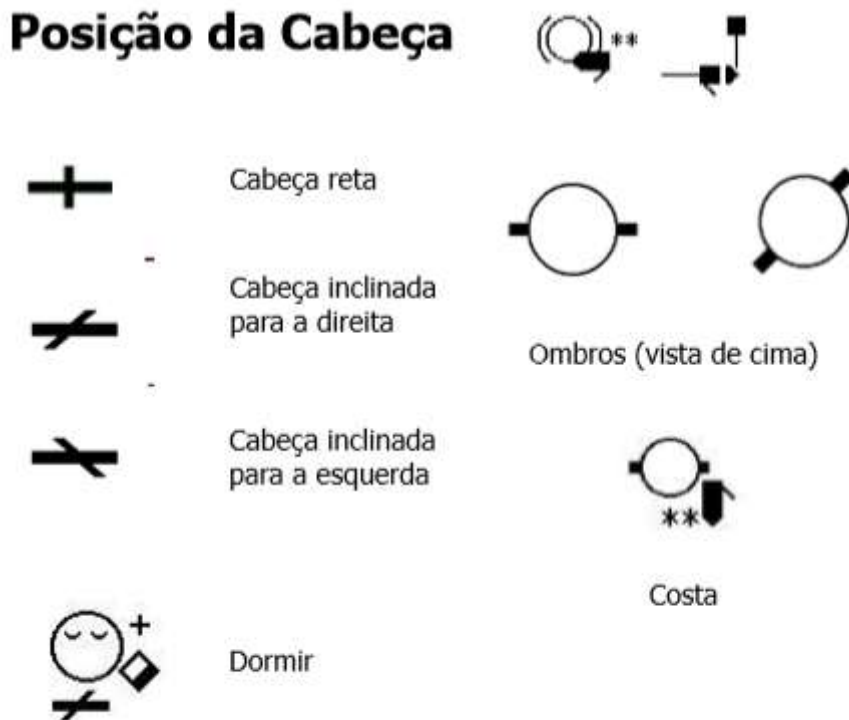 Posição da Cabeça
**
Cabeça reta
Cabeça inclinada
para a direita
Ombros (vista de cima)
Cabeça inclinada
para a esquerda
**
Costa
+
Dormir